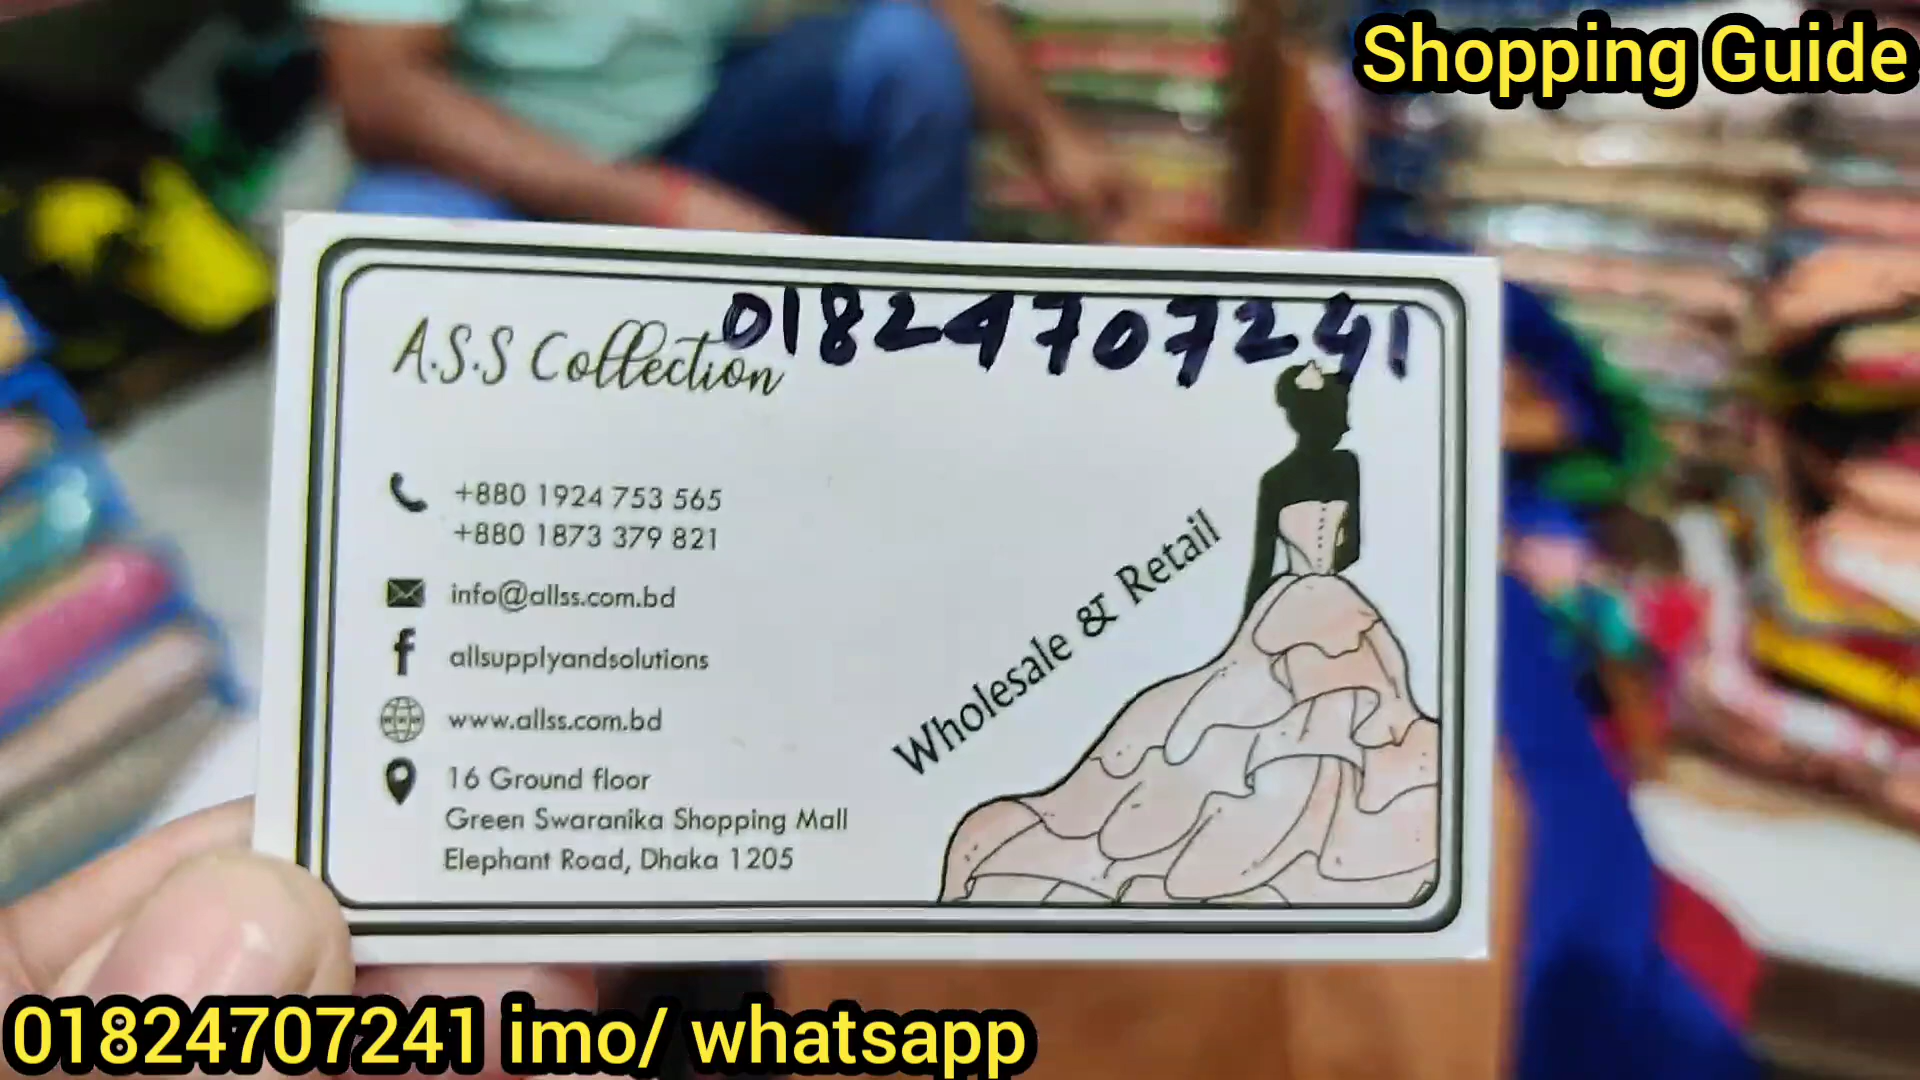 Shopping Guide
01824707241
A.S.S Collection
+880 1924 753 565
+880 1873 379 821
info@allss.com.bd
f allsupplyandsolutions
www.allss.com.bd
16 Ground floor
Green Swaranika Shopping Mall
Elephant Road, Dhaka 1205
Wholesale & Retail
01824707241 imo/ whatsapp